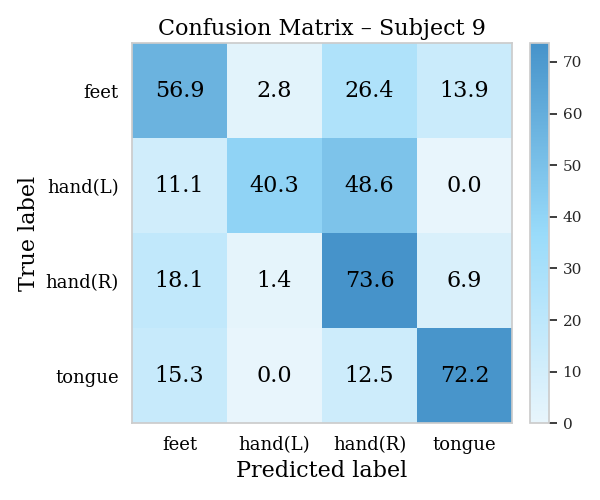 Confusion Matrix – Subject 9
feet 56.9 2.8 26.4 13.9
hand(L) 11.1 40.3 48.6 0.0
hand(R) 18.1 1.4 73.6 6.9
tongue 15.3 0.0 12.5 72.2
feet hand(L) hand(R) tongue
Predicted label
True label
70
60
50
40
30
20
10
0